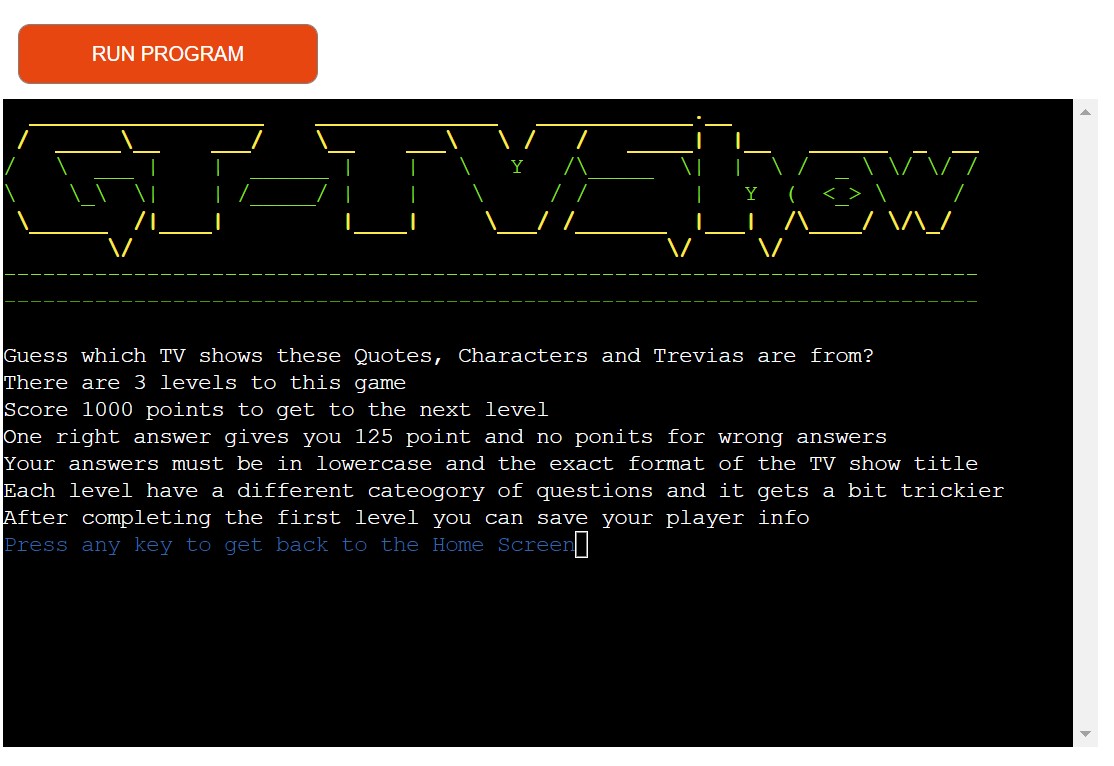 RUN PROGRAM
GT-TVShow
Guess which TV shows these Quotes, Characters and Trevias are from?
There are 3 levels to this game
Score 1000 points to get to the next level
One right answer gives you 125 point and no ponits for wrong answers
Your answers must be in lowercase and the exact format of the TV show title
Each level have a different cateogory of questions and it gets a bit trickier
After completing the first level you can save your player info
Press any key to get back to the Home Screen